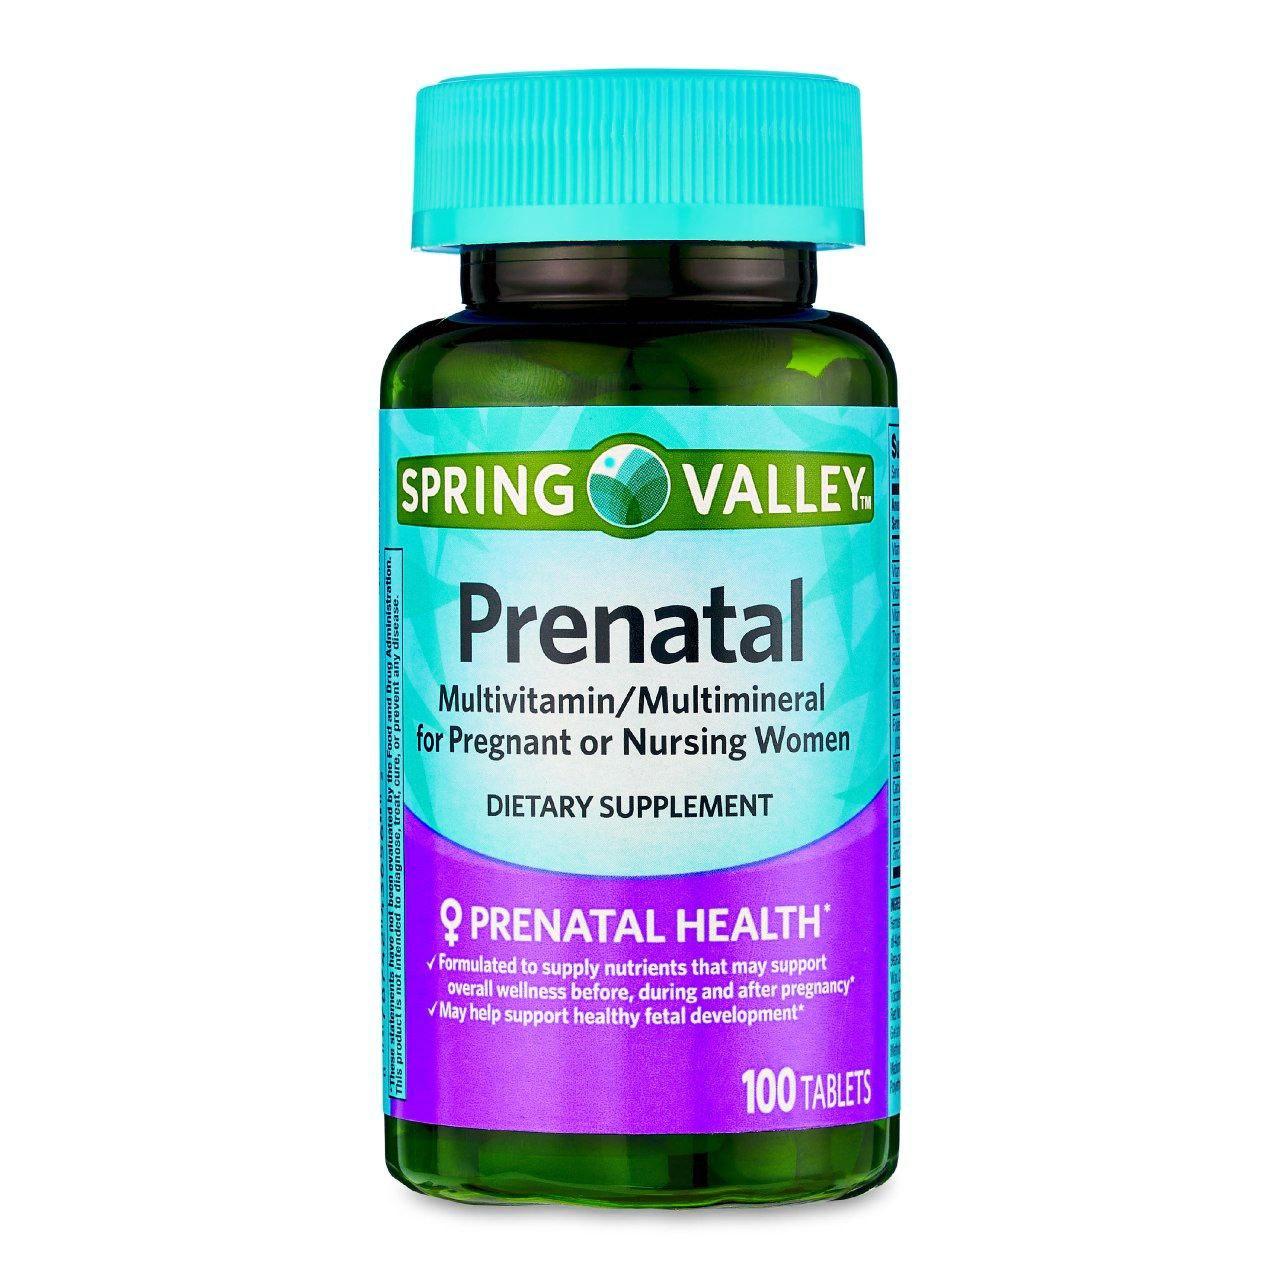 SPRING VALLEY™
Prenatal
Multivitamin/Multimineral
for Pregnant or Nursing Women
DIETARY SUPPLEMENT
PRENATAL HEALTH*
✓Formulated to supply nutrients that may support
overall wellness before, during and after pregnancy*
✓May help support healthy fetal development*
100 TABLETS
*These statements have not been evaluated by the Food and Drug Administration.
This product is not intended to diagnose, treat, cure, or prevent any disease.